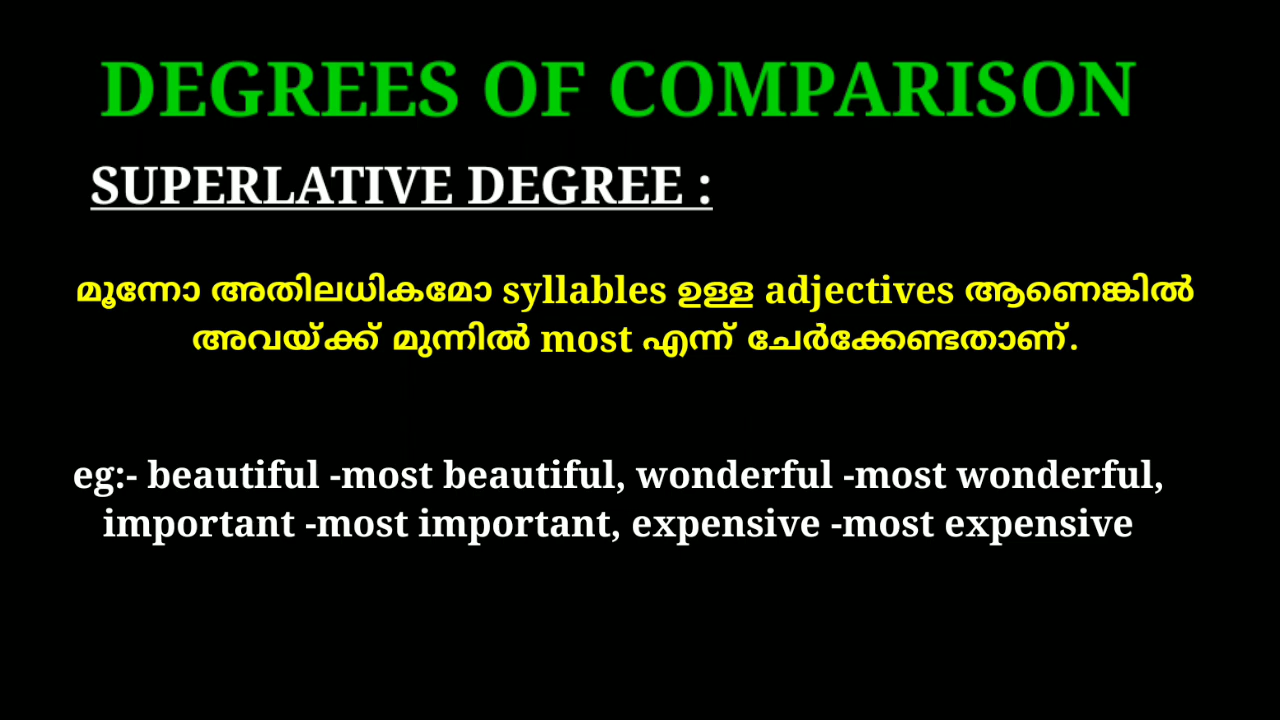 DEGREES OF COMPARISON
SUPERLATIVE DEGREE :
മൂന്നോ അതിലധികമോ syllables ഉള്ള adjectives ആണെങ്കിൽ
അവയ്ക്ക് മുന്നിൽ most എന്ന് ചേർക്കേണ്ടതാണ്.
eg:- beautiful -most beautiful, wonderful -most wonderful,
important -most important, expensive -most expensive